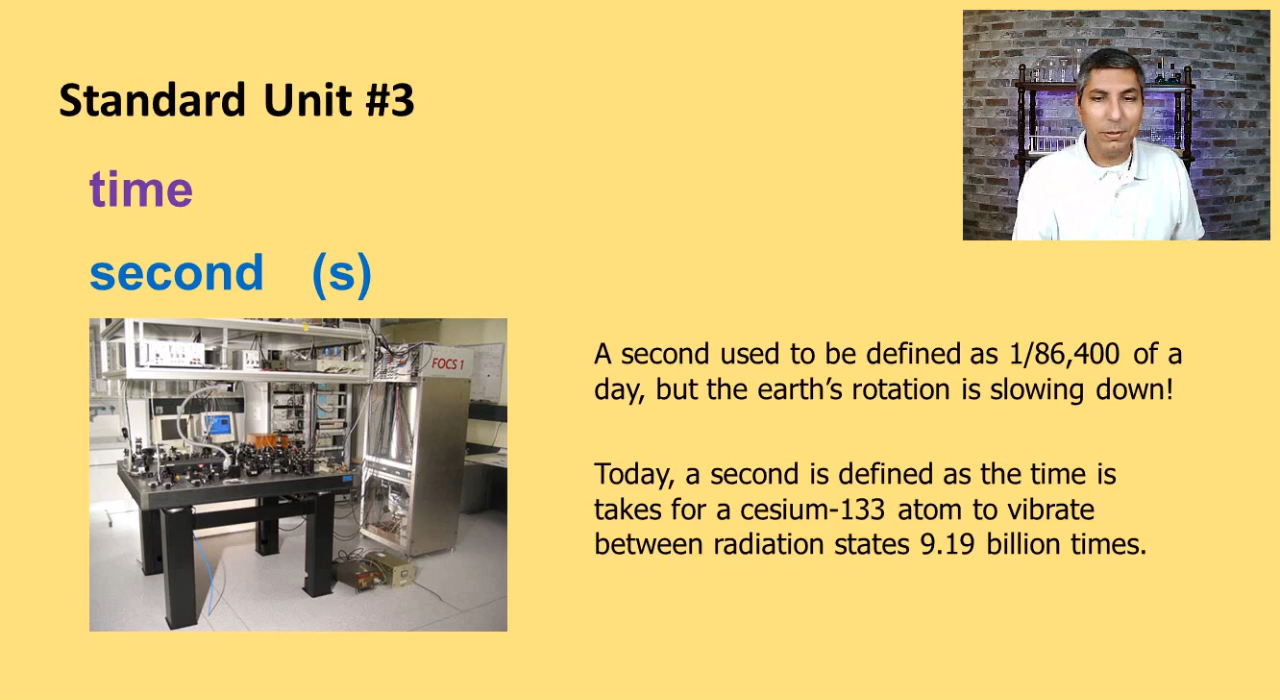 Standard Unit #3
time
second (s)
FOCS 1
A second used to be defined as 1/86,400 of a
day, but the earth’s rotation is slowing down!
Today, a second is defined as the time is
takes for a cesium-133 atom to vibrate
between radiation states 9.19 billion times.